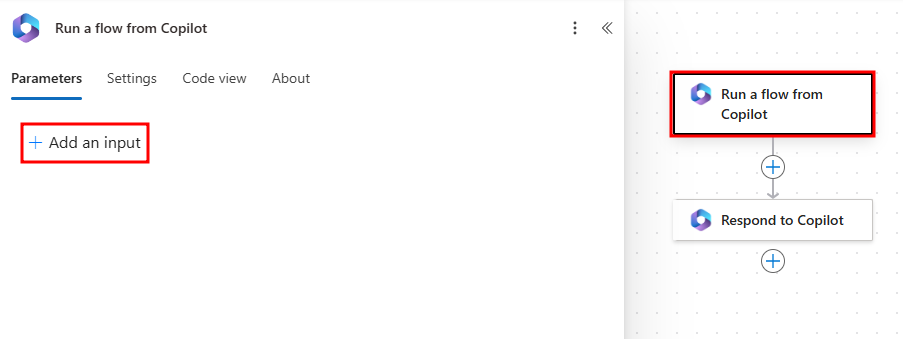 Run a flow from Copilot
Parameters
Settings
Code view
About
Add an input
Run a flow from
Copilot
Respond to Copilot